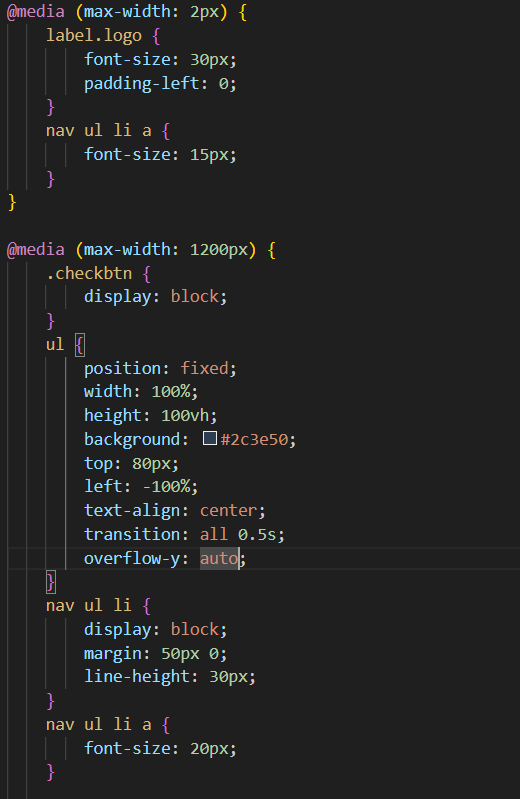 @media (max-width: 2px) {
    label.logo {
        font-size: 30px;
        padding-left: 0;
    }
    nav ul li a {
        font-size: 15px;
    }
}

@media (max-width: 1200px) {
    .checkbtn {
        display: block;
    }
    ul {
        position: fixed;
        width: 100%;
        height: 100vh;
        background: #2c3e50;
        top: 80px;
        left: -100%;
        text-align: center;
        transition: all 0.5s;
        overflow-y: auto;
    }
    nav ul li {
        display: block;
        margin: 50px 0;
        line-height: 30px;
    }
    nav ul li a {
        font-size: 20px;
    }